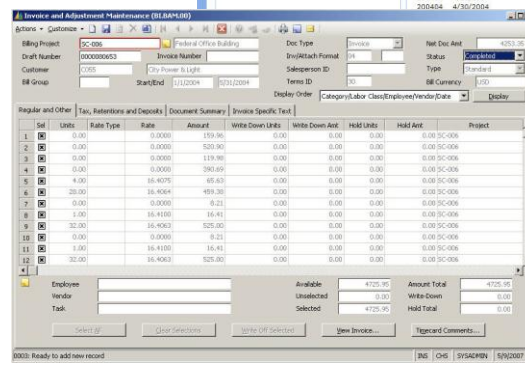 200404 4/30/2004
Invoice and Adjustment Maintenance (BI.BAM.00)
Actions Customize
Billing Project SC-006 Federal Office Building Doc Type Invoice Net Doc Amt 4253.35
Draft Number 0000080653 Invoice Number Inv/Attach Format 04 Status Completed
Customer C055 City Power & Light Salesperson ID Type Standard
Bill Group Start/End 1/1/2004 5/31/2004 Terms ID 30 Bill Currency USD
Display Order Category/Labor Class/Employee/Vendor/Date Display
Regular and Other Tax, Retentions and Deposits Document Summary Invoice Specific Text
Sel Units Rate Type Rate Amount Write Down Units Write Down Amt Hold Units Hold Amt Project
1 0.00 0.0000 159.96 0.00 0.00 0.00 0.00 SC-006
2 0.00 0.0000 520.90 0.00 0.00 0.00 0.00 SC-006
3 0.00 0.0000 119.98 0.00 0.00 0.00 0.00 SC-006
4 0.00 0.0000 390.69 0.00 0.00 0.00 0.00 SC-006
5 4.00 16.4075 65.63 0.00 0.00 0.00 0.00 SC-006
6 28.00 16.4064 459.38 0.00 0.00 0.00 0.00 SC-006
7 0.00 0.0000 0.21 0.00 0.00 0.00 0.00 SC-006
8 1.00 16.4100 16.41 0.00 0.00 0.00 0.00 SC-006
9 32.00 16.4063 525.00 0.00 0.00 0.00 0.00 SC-006
10 0.00 0.0000 0.21 0.00 0.00 0.00 0.00 SC-006
11 1.00 16.4100 16.41 0.00 0.00 0.00 0.00 SC-006
12 32.00 16.4063 525.00 0.00 0.00 0.00 0.00 SC-006
Employee Available 4725.95 Amount Total 4725.95
Vendor Unselected 0.00 Write-Down 0.00
Task Selected 4725.95 Hold Total 0.00
Select All Clear Selections Write Off Selected View Invoice... Timecard Comments...
0003: Ready to add new record INS CHS SYSADMIN 5/9/2007